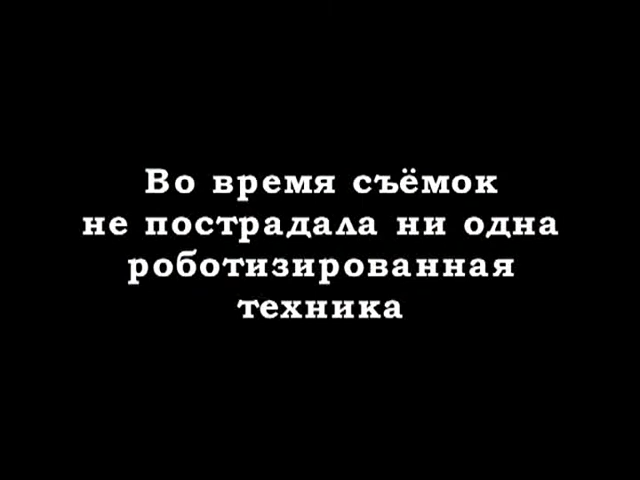 Во время съёмок
не пострадала ни одна
роботизированная
техника